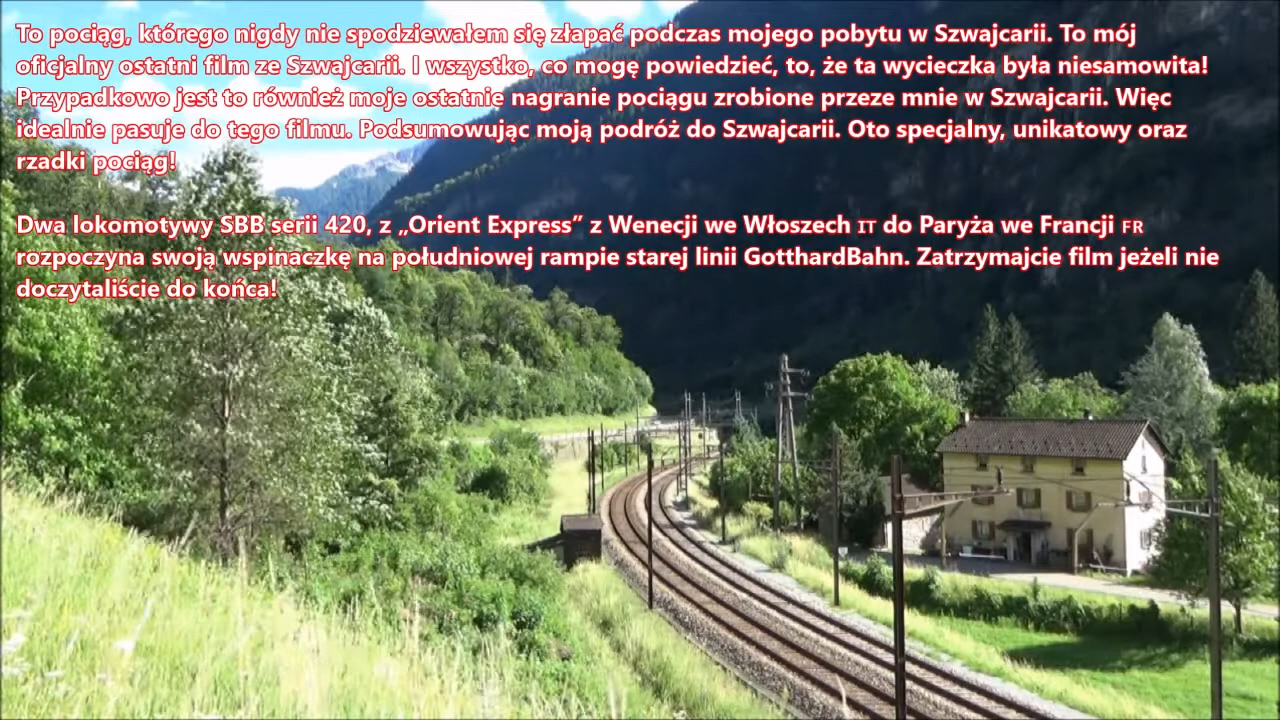 To pociąg, którego nigdy nie spodziewałem się złapać podczas mojego pobytu w Szwajcarii. To mój
oficjalny ostatni film ze Szwajcarii. I wszystko, co mogę powiedzieć, to, że ta wycieczka była niesamowita!
Przypadkowo jest to również moje ostatnie nagranie pociągu zrobione przeze mnie w Szwajcarii. Więc
idealnie pasuje do tego filmu. Podsumowując moją podróż do Szwajcarii. Oto specjalny, unikatowy oraz
rzadki pociąg!
Dwa lokomotywy SBB serii 420, z „Orient Express” z Wenecji we Włoszech IT do Paryża we Francji FR
rozpoczyna swoją wspinaczkę na południowej rampie starej linii GotthardBahn. Zatrzymajcie film jeżeli nie
doczytaliście do końca!